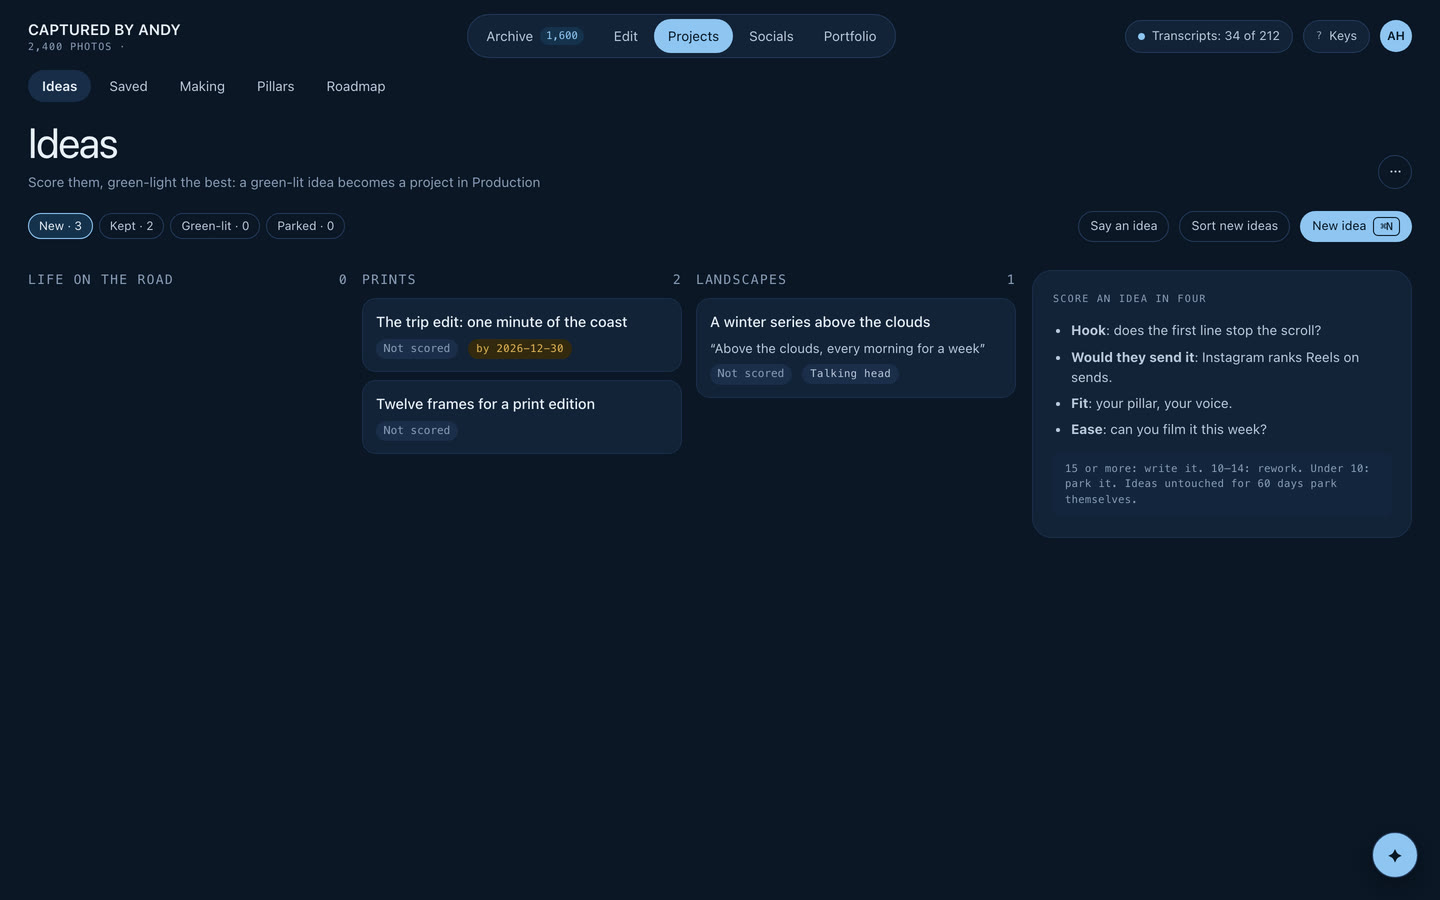 CAPTURED BY ANDY
2,400 PHOTOS ·
Archive 1,600 Edit Projects Socials Portfolio
Transcripts: 34 of 212
? Keys
AH
Ideas Saved Making Pillars Roadmap
Ideas
Score them, green-light the best: a green-lit idea becomes a project in Production
···
New · 3 Kept · 2 Green-lit · 0 Parked · 0
Say an idea Sort new ideas New idea ⌘N
LIFE ON THE ROAD 0
PRINTS 2
The trip edit: one minute of the coast
Not scored by 2026-12-30
Twelve frames for a print edition
Not scored
LANDSCAPES 1
A winter series above the clouds
“Above the clouds, every morning for a week”
Not scored Talking head
SCORE AN IDEA IN FOUR
• Hook: does the first line stop the scroll?
• Would they send it: Instagram ranks Reels on
sends.
• Fit: your pillar, your voice.
• Ease: can you film it this week?
15 or more: write it. 10–14: rework. Under 10:
park it. Ideas untouched for 60 days park
themselves.